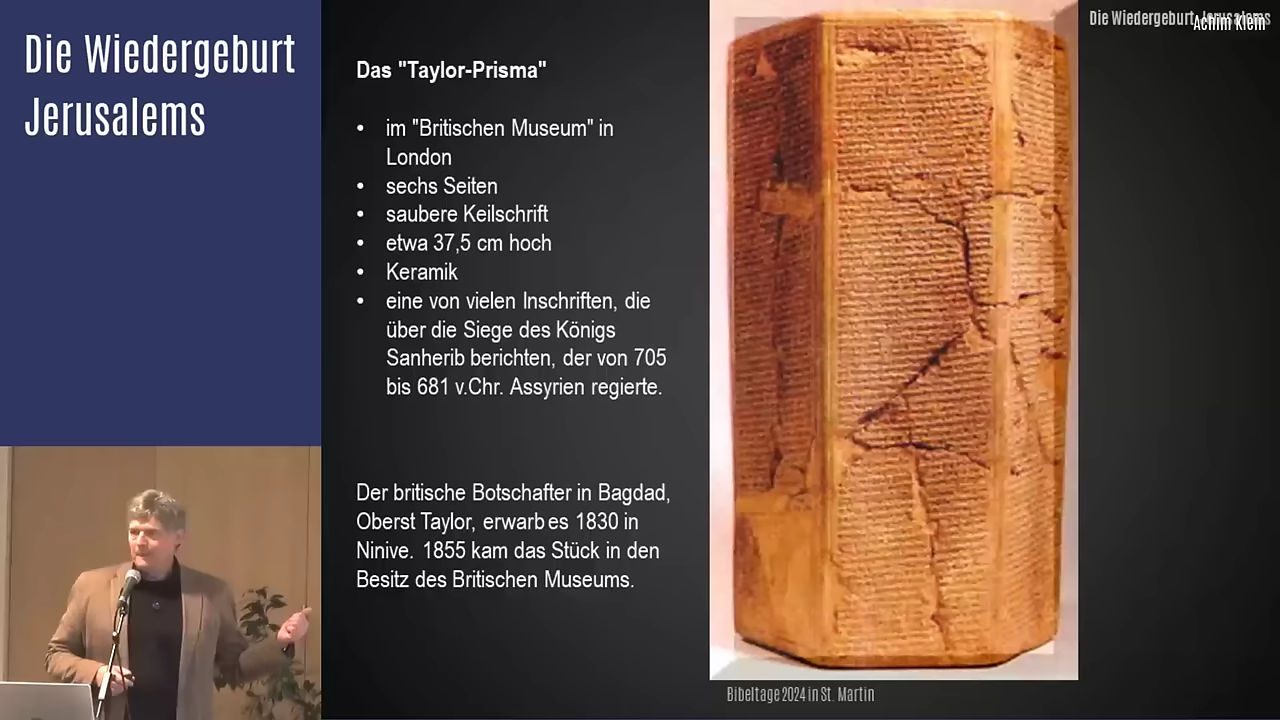 Die Wiedergeburt
Jerusalems
Das "Taylor-Prisma"
• im "Britischen Museum" in
London
• sechs Seiten
• saubere Keilschrift
• etwa 37,5 cm hoch
• Keramik
• eine von vielen Inschriften, die
über die Siege des Königs
Sanherib berichten, der von 705
bis 681 v.Chr. Assyrien regierte.
Der britische Botschafter in Bagdad,
Oberst Taylor, erwarb es 1830 in
Ninive. 1855 kam das Stück in den
Besitz des Britischen Museums.
Die Wiedergeburt Jerusalems
Achim Klein
Bibeltage 2024 in St. Martin